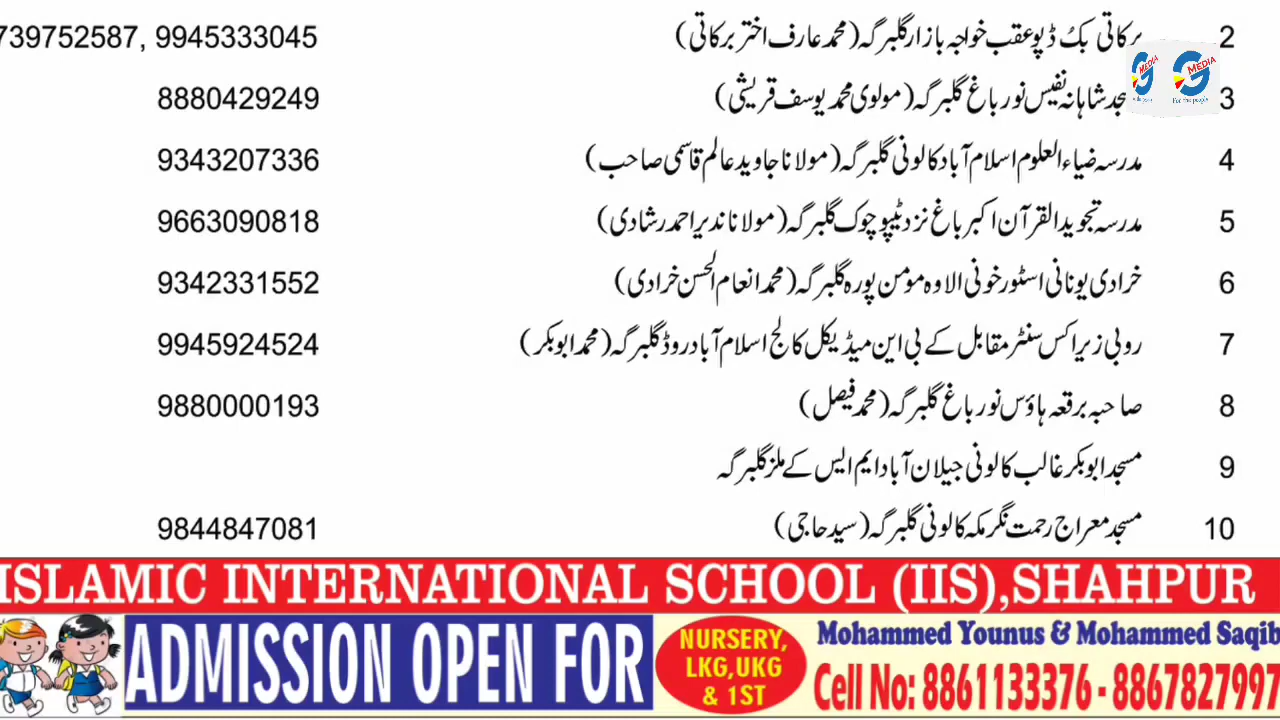 2 برکاتی بک ڈپو عقب خواجہ بازار گلبرگہ (محمد عارف اختر برکاتی) 739752587, 9945333045
3 مسجد شاہانہ نفیس نور باغ گلبرگہ (مولوی محمد یوسف قریشی) 8880429249
4 مدرسہ ضیاء العلوم اسلام آباد کالونی گلبرگہ (مولانا جاوید عالم قاسمی صاحب) 9343207336
5 مدرسہ تجوید القرآن اکبر باغ نزد ٹیپو چوک گلبرگہ (مولانا نذیر احمد رشادی) 9663090818
6 خرادی یونانی اسٹور خونی الاوہ مومن پورہ گلبرگہ (محمد انعام الحسن خرادی) 9342331552
7 روبی زیراکس سنٹر مقابل کے بی این میڈیکل کالج اسلام آباد روڈ گلبرگہ (محمد ابوبکر) 9945924524
8 صاحبہ برقعہ ہاؤس نور باغ گلبرگہ (محمد فیصل) 9880000193
9 مسجد ابوبکر غالب کالونی جیلان آباد ایم ایس کے ملز گلبرگہ
10 مسجد معراج رحمت نگر مکہ کالونی گلبرگہ (سید حاجی) 9844847081
G MEDIA
For the people
ISLAMIC INTERNATIONAL SCHOOL (IIS),SHAHPUR
ADMISSION OPEN FOR
NURSERY,
LKG,UKG
& 1ST
Mohammed Younus & Mohammed Saqib
Cell No: 8861133376 - 8867827997